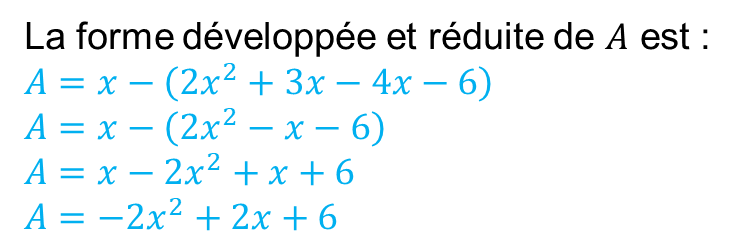 La forme développée et réduite de A est :
A = x − (2x² + 3x − 4x − 6)
A = x − (2x² − x − 6)
A = x − 2x² + x + 6
A = −2x² + 2x + 6